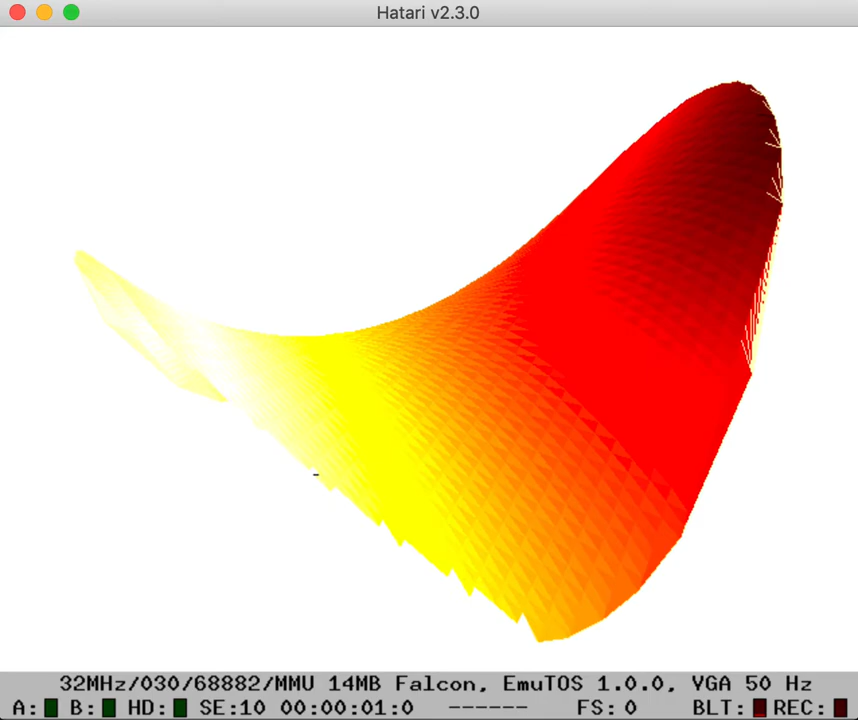 Hatari v2.3.0
32MHz/030/68882/MMU 14MB Falcon, EmuTOS 1.0.0, VGA 50 Hz
A: B: HD: SE:10 00:00:01:0 ------ FS: 0 BLT: REC: